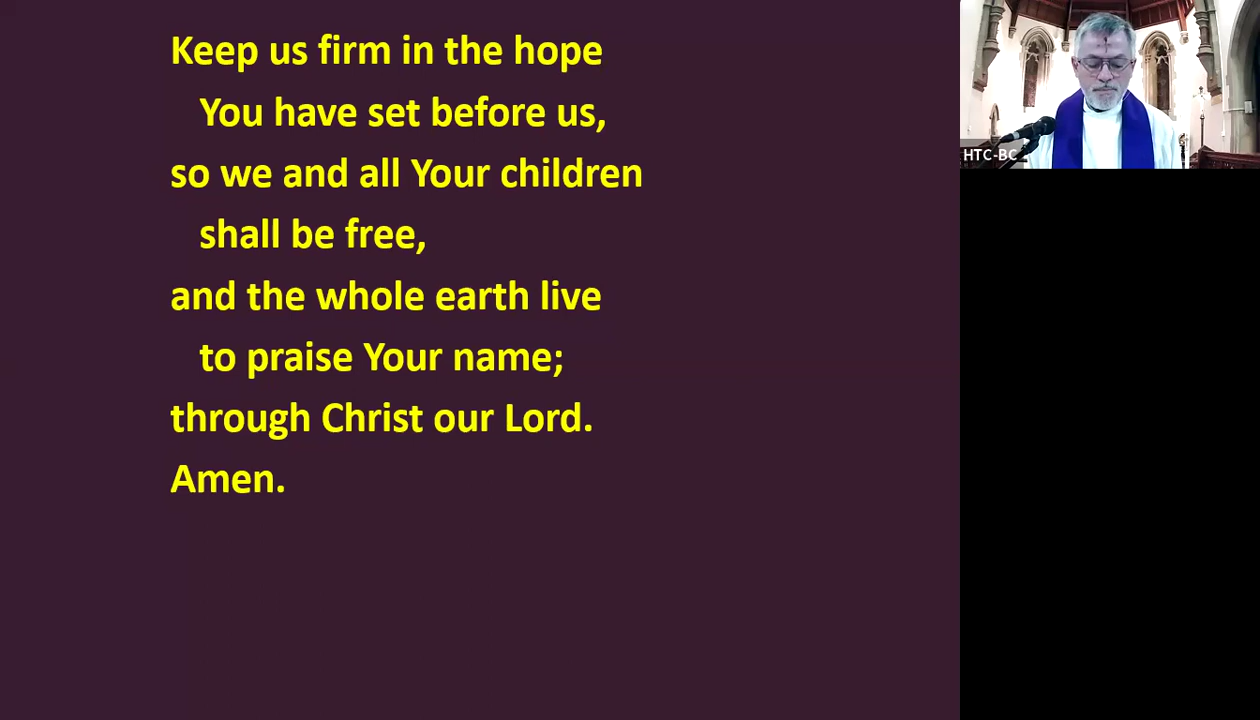 Keep us firm in the hope
You have set before us,
so we and all Your children
shall be free,
and the whole earth live
to praise Your name;
through Christ our Lord.
Amen.
HTC-BC